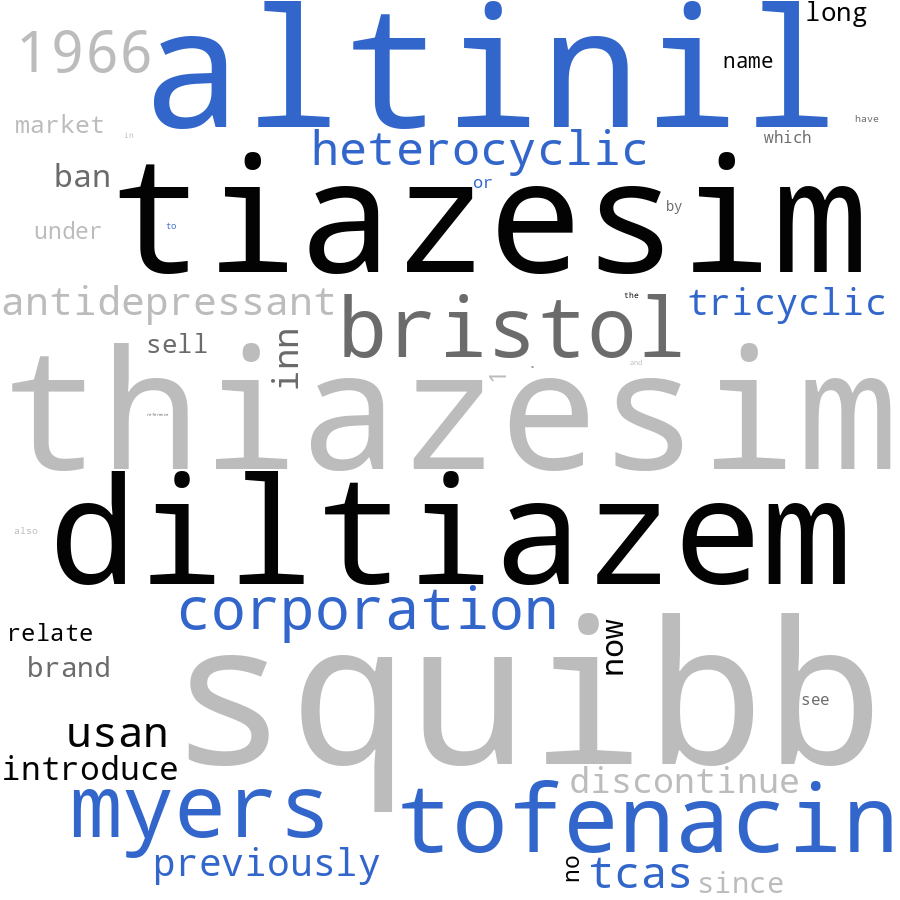 altinil
long
1966
name
market
in
have
which
heterocyclic
ban
or
tiazesim
by
under
to
antidepressant
the
bristol
tricyclic
sell
inn
thiazesim
1
and
reference
diltiazem
also
corporation
squibb
now
relate
brand
see
usan
introduce
discontinue
myers
tofenacin
previously
no
tcas
since